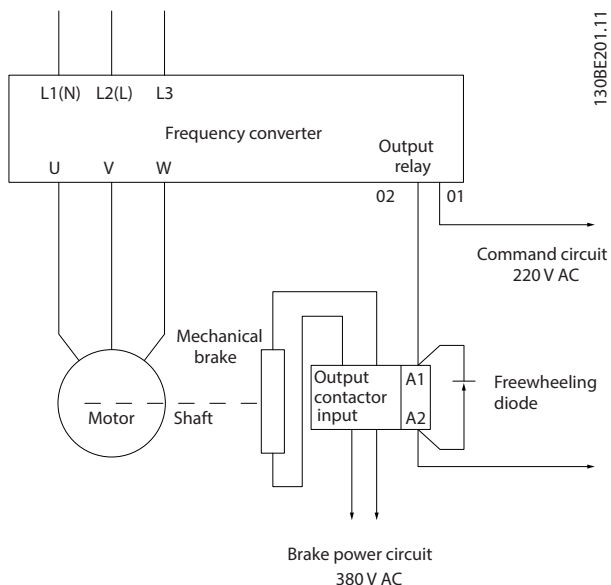 130BE201.11
L1(N) L2(L) L3
Frequency converter
Output
relay
U V W
02 01
Command circuit
220 V AC
Mechanical
brake
Output
contactor
input
A1
A2
Freewheeling
diode
Motor
Shaft
Brake power circuit
380 V AC